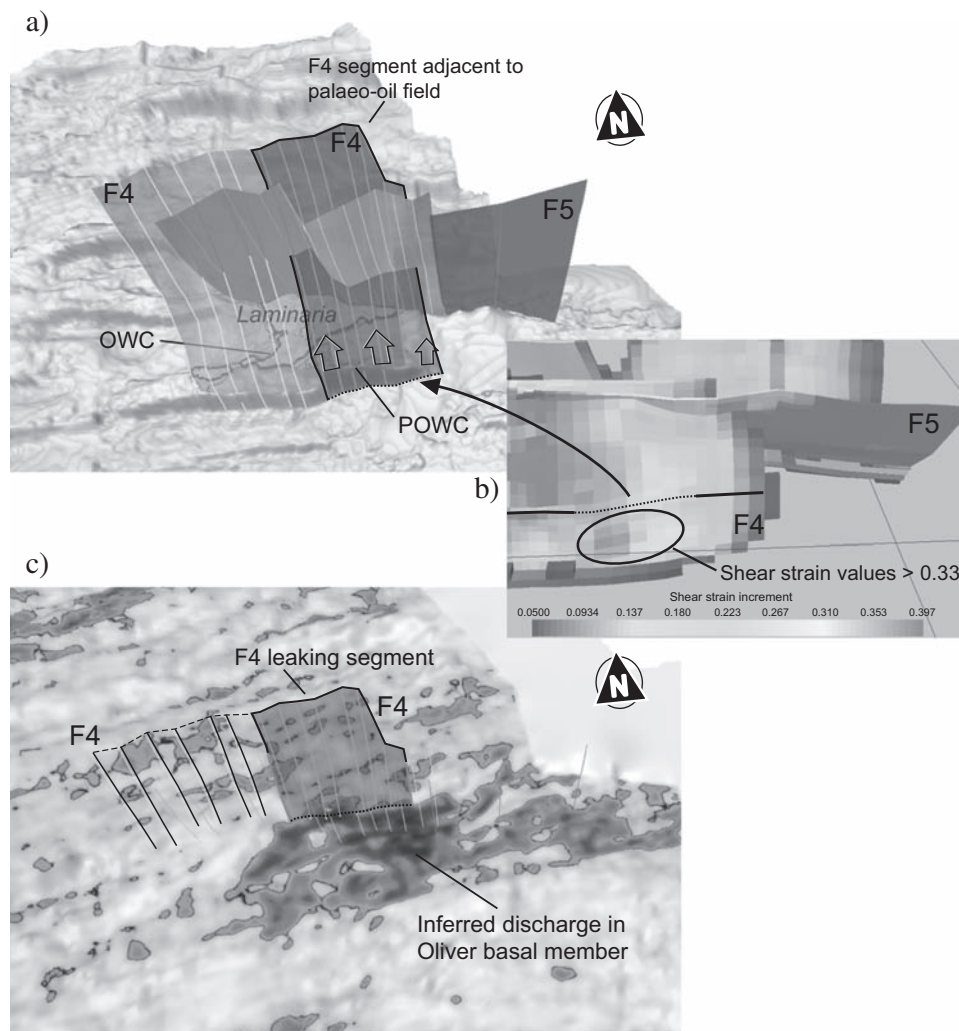 a)
F4 segment adjacent to
palaeo-oil field
N
F4
F4
F5
Laminaria
OWC
POWC
b)
F5
F4
Shear strain values > 0.33
Shear strain increment
0.0500 0.0934 0.137 0.180 0.223 0.267 0.310 0.353 0.397
c)
N
F4 leaking segment
F4
F4
Inferred discharge in
Oliver basal member